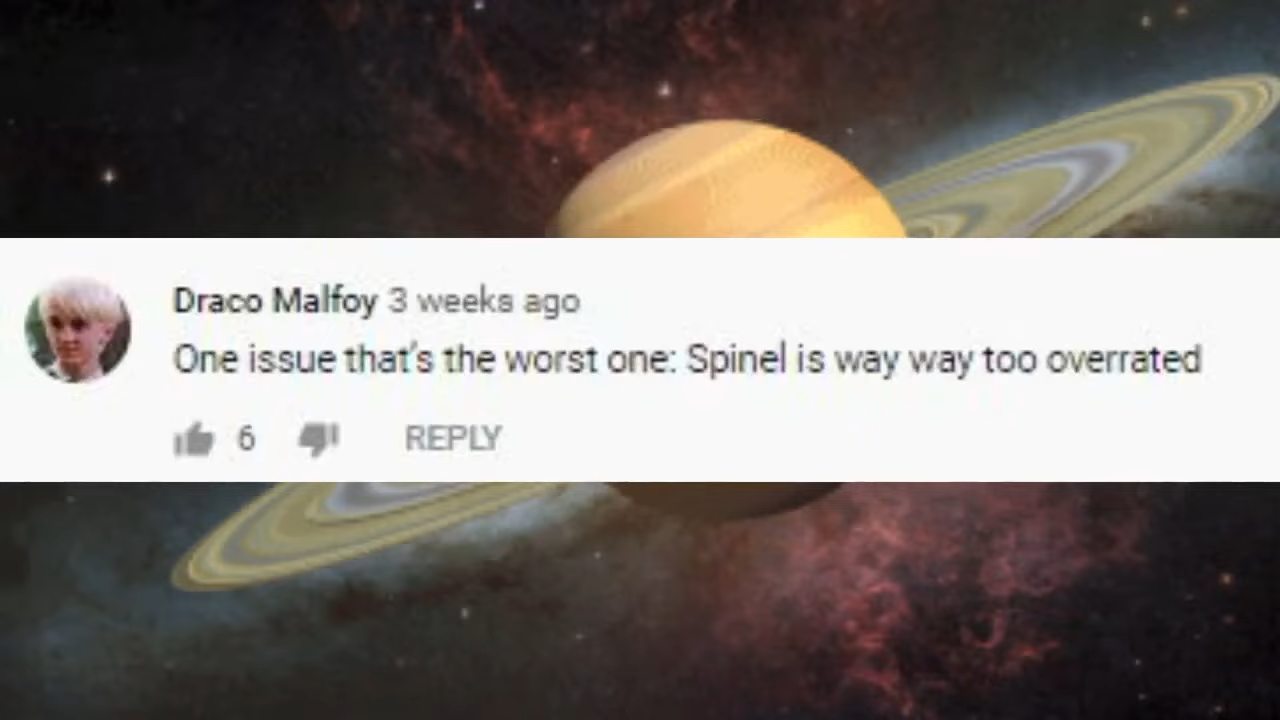 Draco Malfoy 3 weeks ago
One issue that's the worst one: Spinel is way way too overrated
6 REPLY